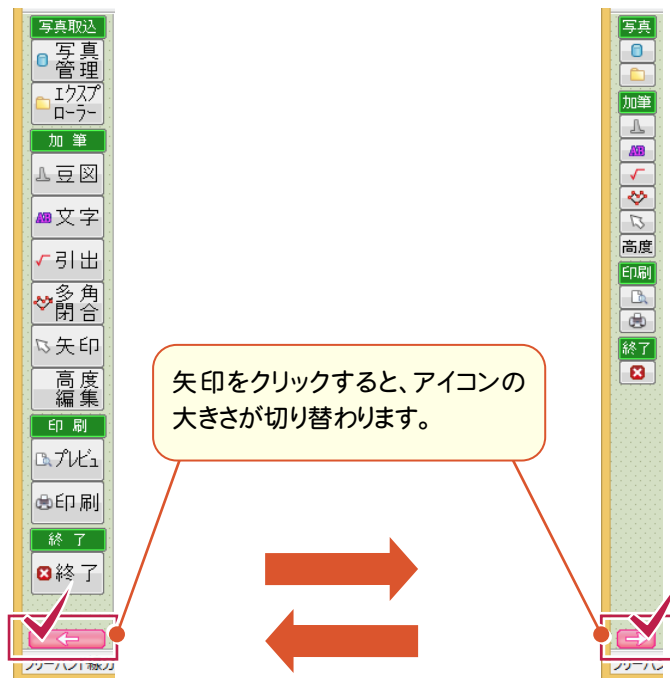 写真取込
写真
管理
エクスプ
ローラー
加 筆
豆図
AB 文字
引出
多角
閉合
矢印
高度
編集
印 刷
プレビュ
印刷
終 了
終了
矢印をクリックすると、アイコンの
大きさが切り替わります。
写真
加筆
AB
高度
印刷
終了